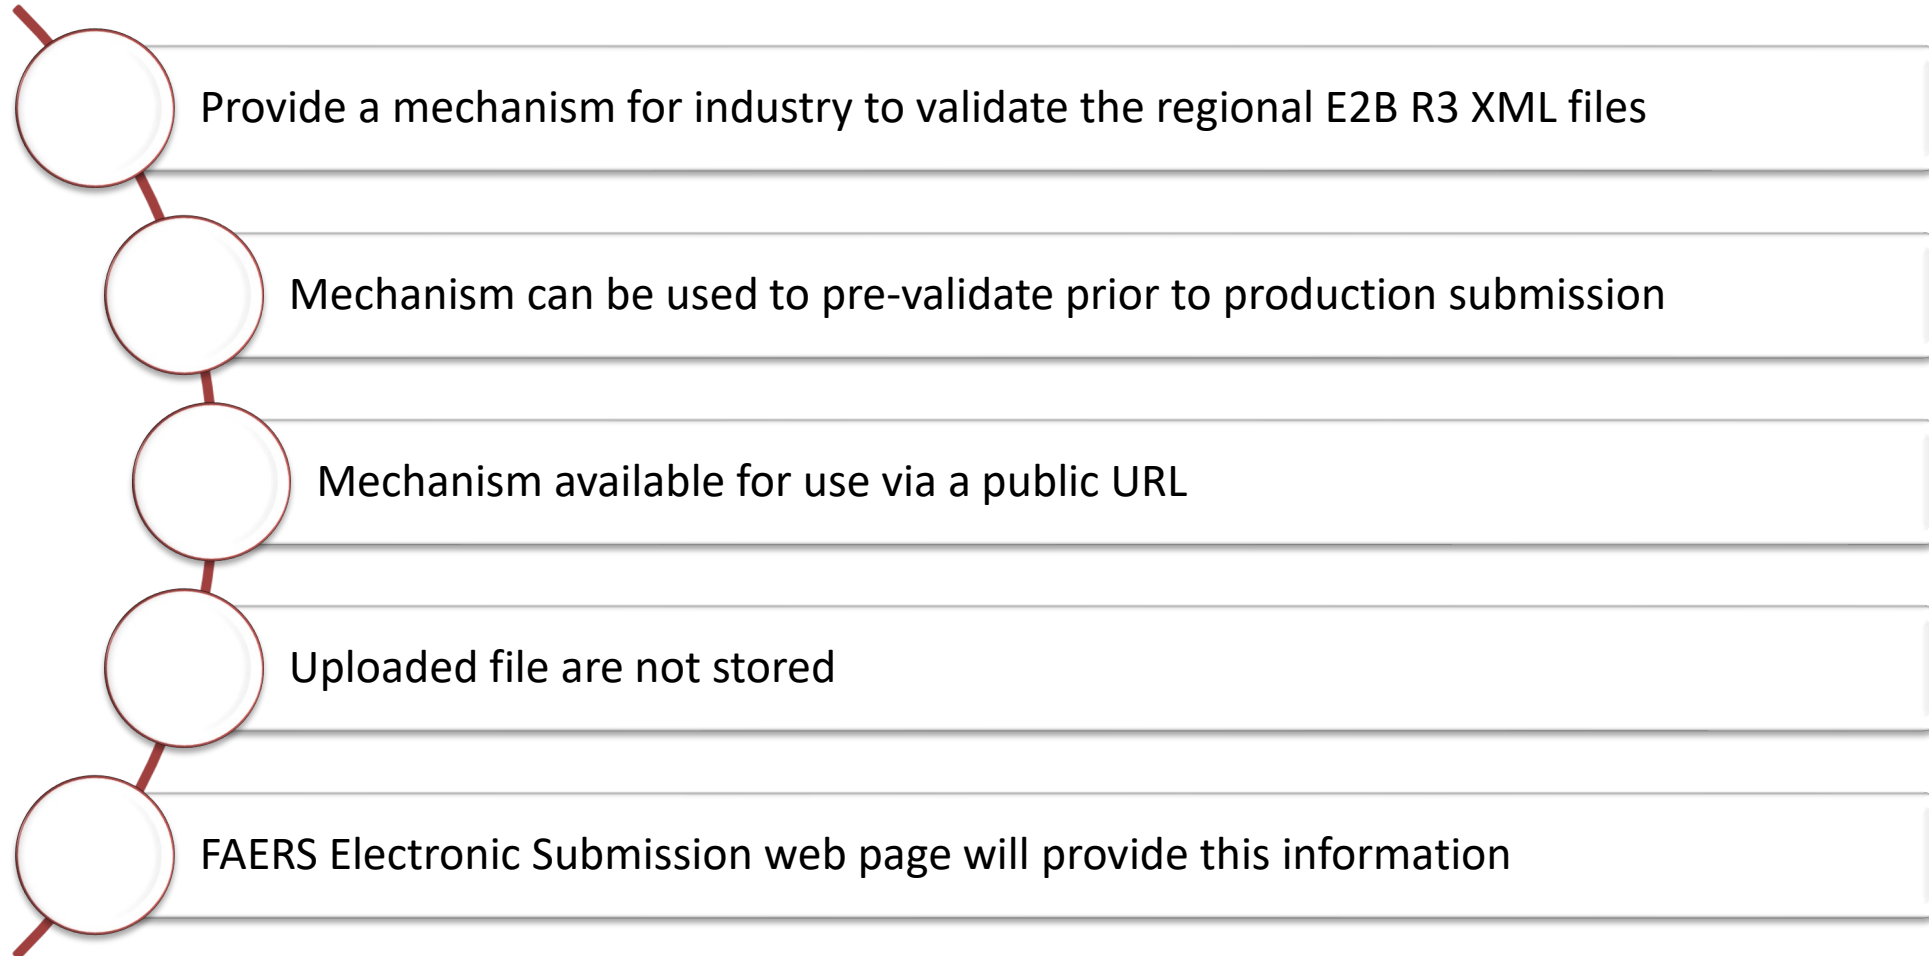 Provide a mechanism for industry to validate the regional E2B R3 XML files
Mechanism can be used to pre-validate prior to production submission
Mechanism available for use via a public URL
Uploaded file are not stored
FAERS Electronic Submission web page will provide this information